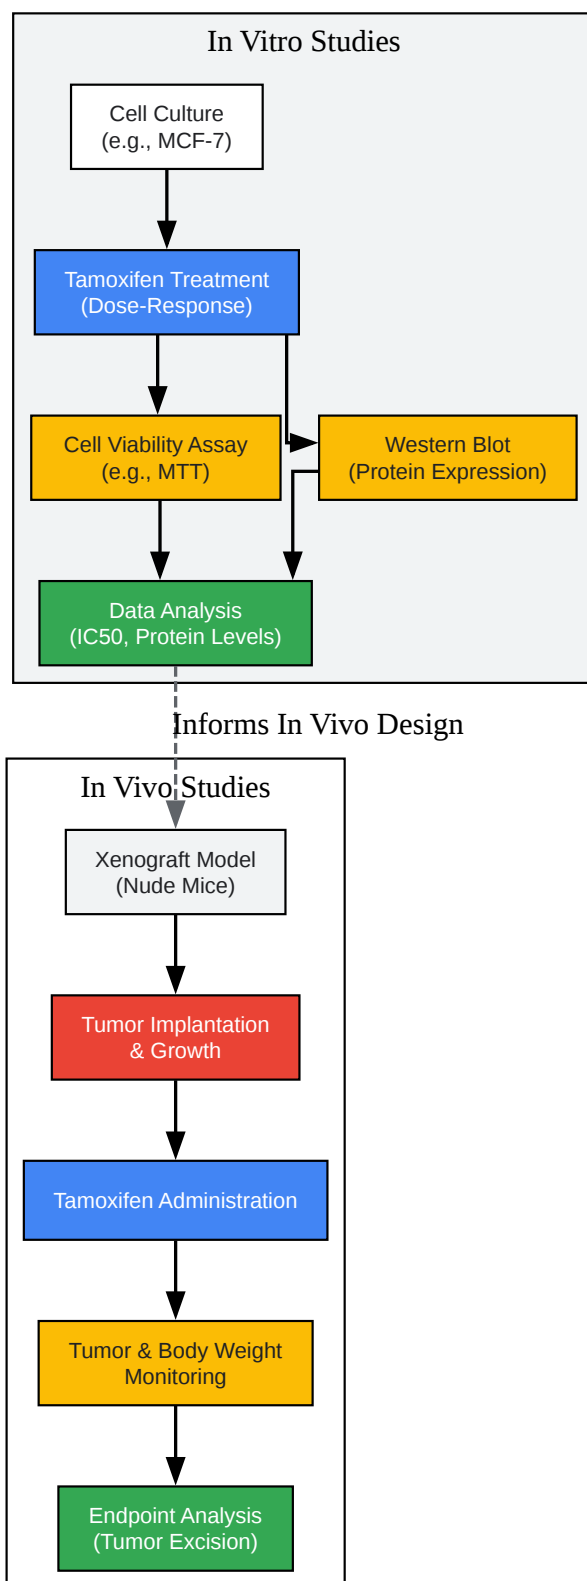 In Vitro Studies
Cell Culture
(e.g., MCF-7)
Tamoxifen Treatment
(Dose-Response)
Cell Viability Assay
(e.g., MTT)
Western Blot
(Protein Expression)
Data Analysis
(IC50, Protein Levels)
Informs In Vivo Design
In Vivo Studies
Xenograft Model
(Nude Mice)
Tumor Implantation
& Growth
Tamoxifen Administration
Tumor & Body Weight
Monitoring
Endpoint Analysis
(Tumor Excision)